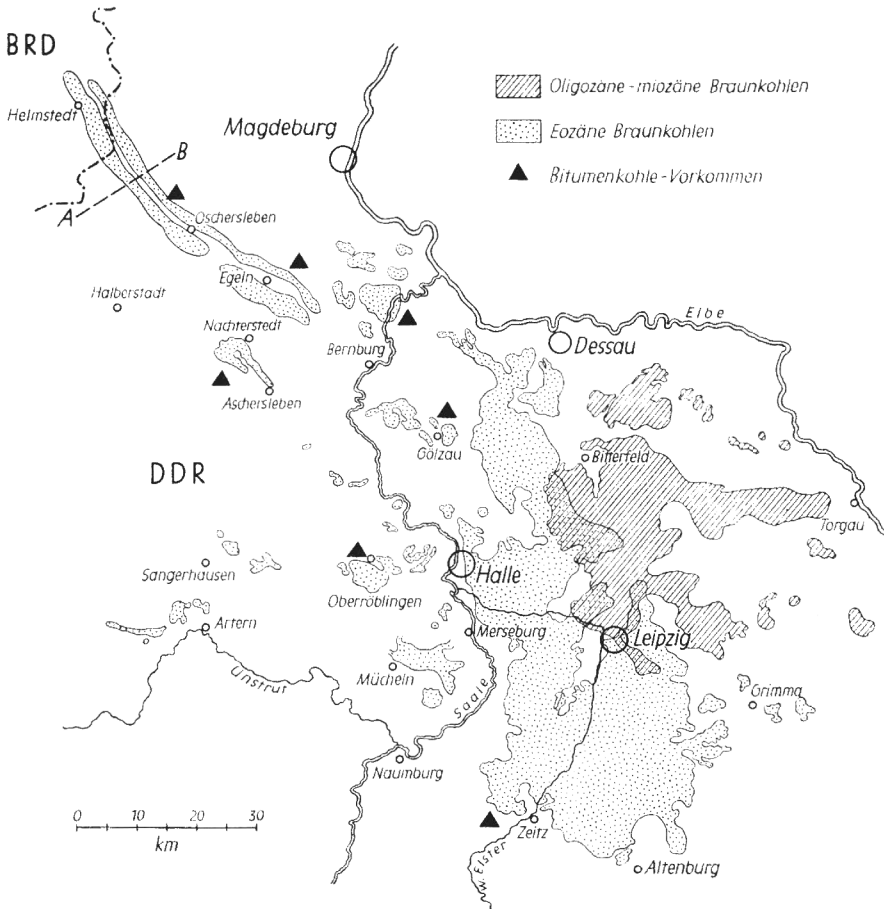 BRD
Helmstedt
Magdeburg
Oligozäne-miozäne Braunkohlen
Eozäne Braunkohlen
Bitumenkohle-Vorkommen
B
A
Oschersleben
Egeln
Halberstadt
Nachterstedt
Bernburg
Aschersleben
Elbe
Dessau
Gölzau
Bitterfeld
DDR
Torgau
Sangerhausen
Oberröblingen
Halle
Artern
Merseburg
Leipzig
Mücheln
Unstrut
Saale
Grimma
Naumburg
0 10 20 30
km
Zeitz
W. Elster
Altenburg